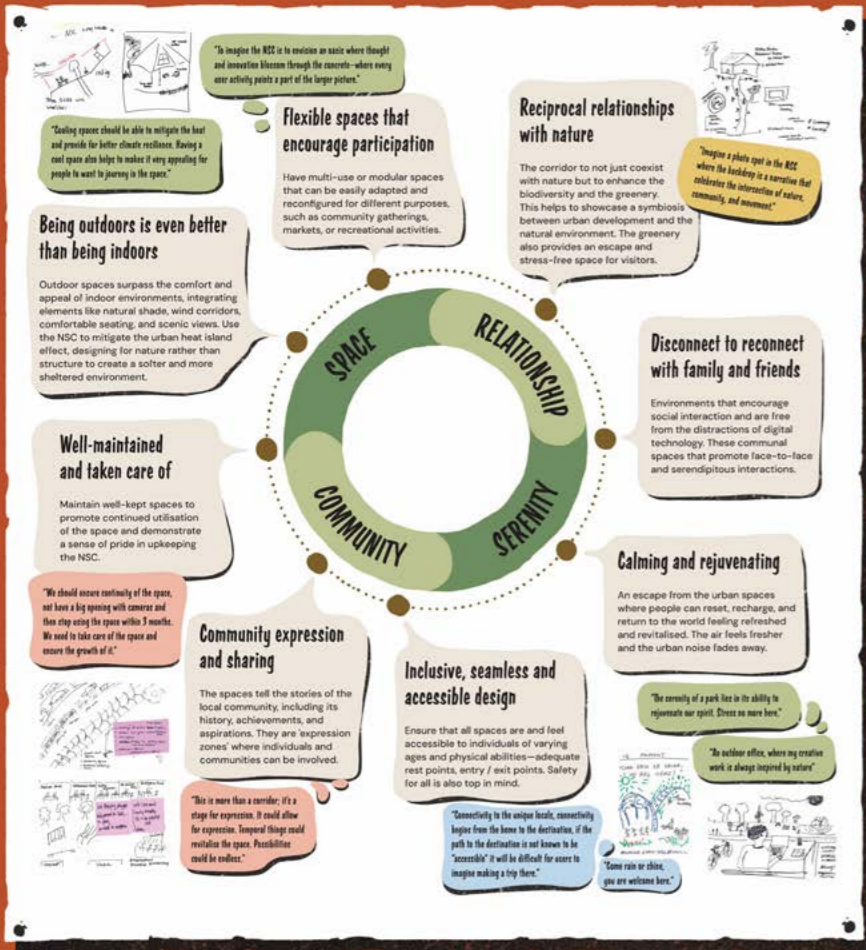 "To imagine the NSC is to envision an oasis where thought
and innovation blossom through the concrete—where every
user activity paints a part of the larger picture."
"Cooling spaces should be able to mitigate the heat
and provide for better climate resilience. Having a
cool space also helps to make it very appealing for
people to want to journey in the space."
Flexible spaces that
encourage participation
Have multi-use or modular spaces
that can be easily adapted and
reconfigured for different purposes,
such as community gatherings,
markets, or recreational activities.
Reciprocal relationships
with nature
The corridor to not just coexist
with nature but to enhance the
biodiversity and the greenery.
This helps to showcase a symbiosis
between urban development and the
natural environment. The greenery
also provides an escape and
stress-free space for visitors.
"Imagine a photo spot in the NSC
where the backdrop is a narrative that
celebrates the intersection of nature,
community, and movement."
Being outdoors is even better
than being indoors
Outdoor spaces surpass the comfort and
appeal of indoor environments, integrating
elements like natural shade, wind corridors,
comfortable seating, and scenic views. Use
the NSC to mitigate the urban heat island
effect, designing for nature rather than
structure to create a softer and more
sheltered environment.
SPACE
RELATIONSHIP
COMMUNITY
SERENITY
Disconnect to reconnect
with family and friends
Environments that encourage
social interaction and are free
from the distractions of digital
technology. These communal
spaces that promote face-to-face
and serendipitous interactions.
Well-maintained
and taken care of
Maintain well-kept spaces to
promote continued utilisation
of the space and demonstrate
a sense of pride in upkeeping
the NSC.
"We should ensure continuity of the space,
not have a big opening with cameras and
then stop using the space within 3 months.
We need to take care of the space and
ensure the growth of it."
Calming and rejuvenating
An escape from the urban spaces
where people can reset, recharge, and
return to the world feeling refreshed
and revitalised. The air feels fresher
and the urban noise fades away.
Community expression
and sharing
The spaces tell the stories of the
local community, including its
history, achievements, and
aspirations. They are 'expression
zones' where individuals and
communities can be involved.
Inclusive, seamless and
accessible design
Ensure that all spaces are and feel
accessible to individuals of varying
ages and physical abilities—adequate
rest points, entry / exit points. Safety
for all is also top in mind.
"The serenity of a park lies in its ability to
rejuvenate our spirit. Stress no more here."
"An outdoor office, where my creative
work is always inspired by nature"
"This is more than a corridor; it's a
stage for expression. It could allow
for expression. Temporal things could
revitalise the space. Possibilities
could be endless."
"Connectivity to the unique locale, connectivity
begins from the home to the destination, if the
path to the destination is not known to be
"accessible" it will be difficult for users to
imagine making a trip there."
"Come rain or shine,
you are welcome here."